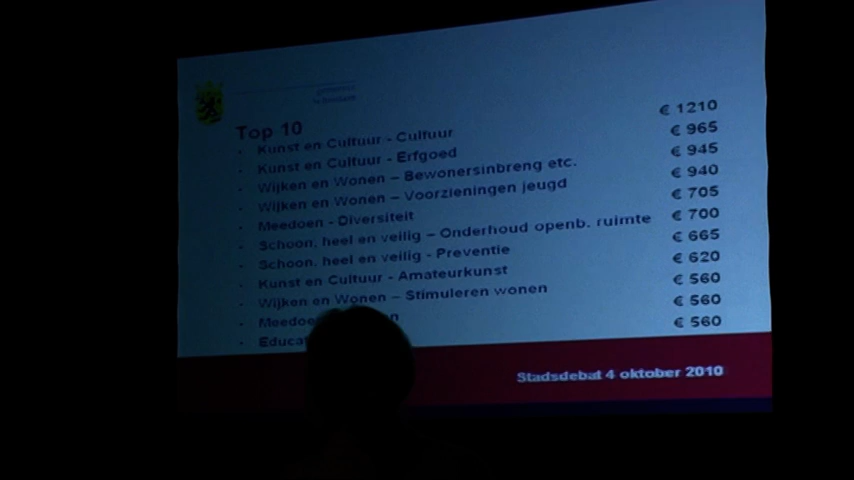 gemeente
Top 10
Kunst en Cultuur - Cultuur € 1210
Kunst en Cultuur - Erfgoed € 965
Wijken en Wonen – Bewonersinbreng etc. € 945
Wijken en Wonen – Voorzieningen jeugd € 940
Meedoen - Diversiteit € 705
Schoon, heel en veilig – Onderhoud openb. ruimte € 700
Schoon, heel en veilig - Preventie € 665
Kunst en Cultuur - Amateurkunst € 620
Wijken en Wonen – Stimuleren wonen € 560
€ 560
€ 560
Stadsdebat 4 oktober 2010